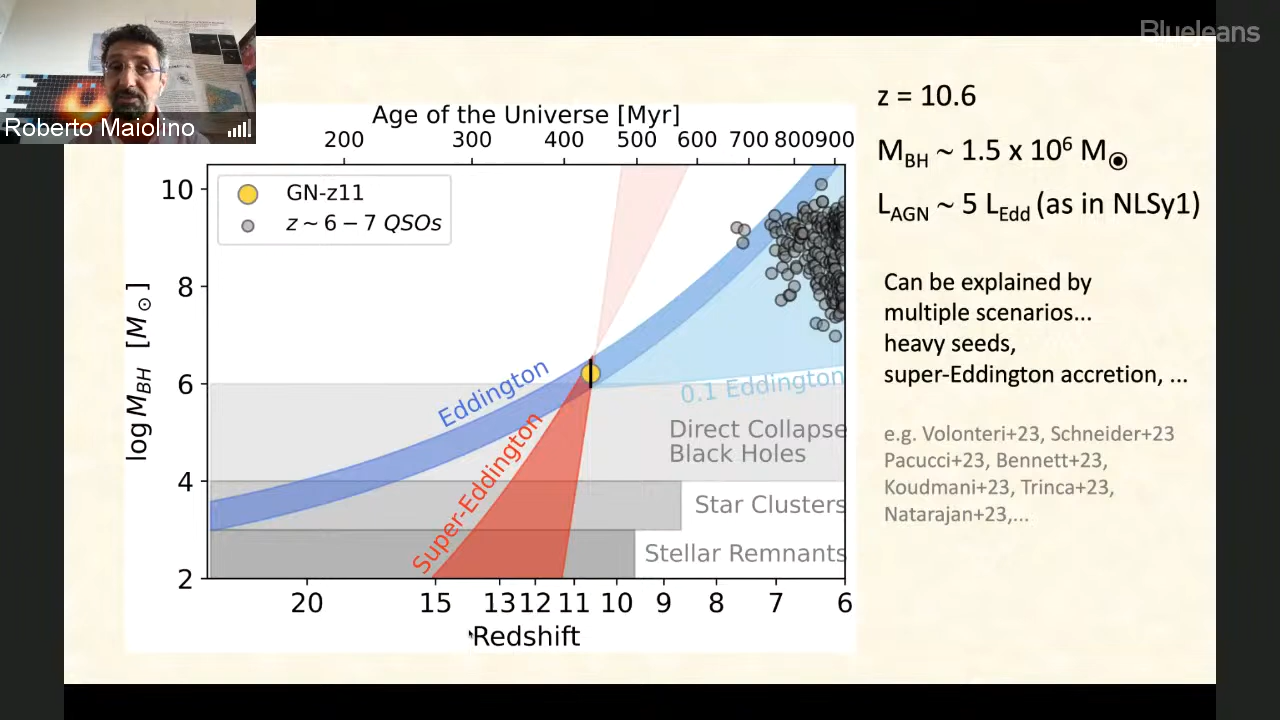 BlueJeans
Roberto Maiolino
Age of the Universe [Myr]
200 300 400 500 600 700 800 900
GN-z11
z ~ 6 − 7 QSOs
log M_BH [M_⊙]
10
8
6
4
2
Eddington
Super-Eddington
0.1 Eddington
Direct Collapse
Black Holes
Star Clusters
Stellar Remnants
20 15 13 12 11 10 9 8 7 6
Redshift
z = 10.6
M_BH ~ 1.5 x 10⁶ M_⊙
L_AGN ~ 5 L_Edd (as in NLSy1)
Can be explained by
multiple scenarios...
heavy seeds,
super-Eddington accretion, ...
e.g. Volonteri+23, Schneider+23
Pacucci+23, Bennett+23,
Koudmani+23, Trinca+23,
Natarajan+23,...